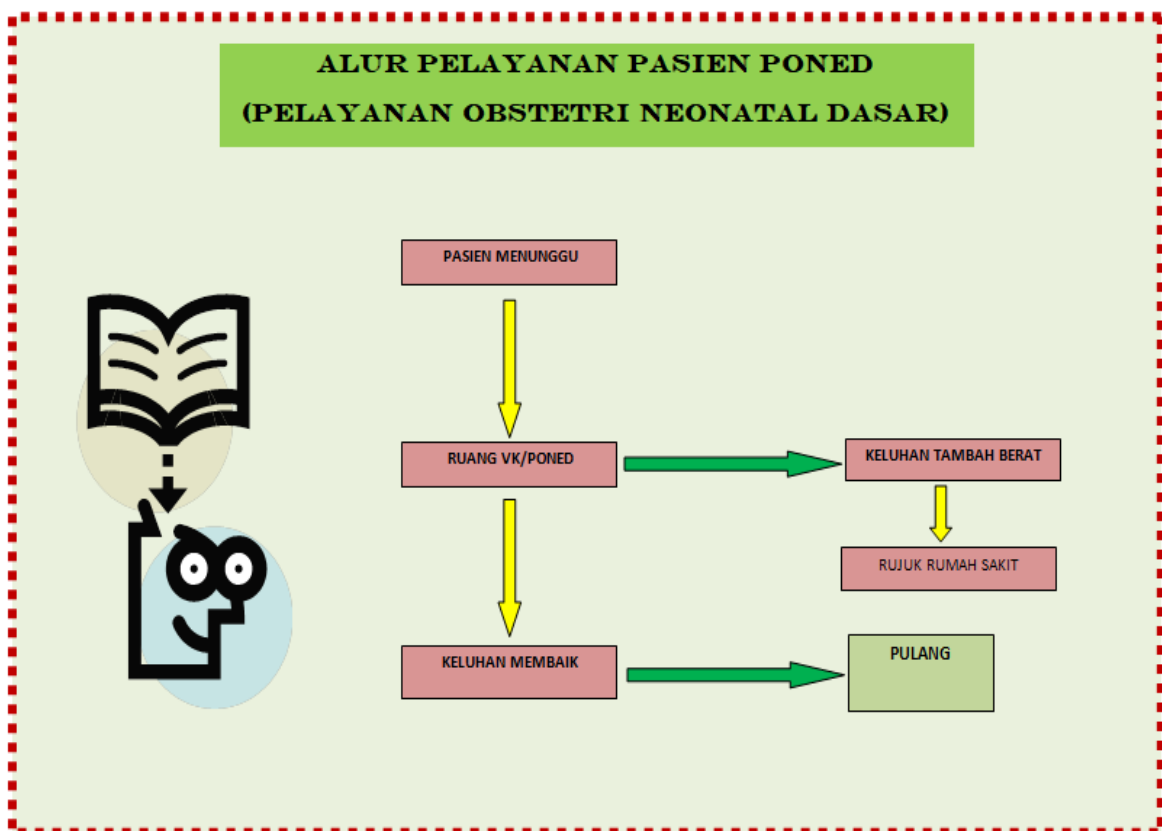 ALUR PELAYANAN PASIEN PONED
(PELAYANAN OBSTETRI NEONATAL DASAR)
PASIEN MENUNGGU
RUANG VK/PONED
KELUHAN TAMBAH BERAT
RUJUK RUMAH SAKIT
KELUHAN MEMBAIK
PULANG